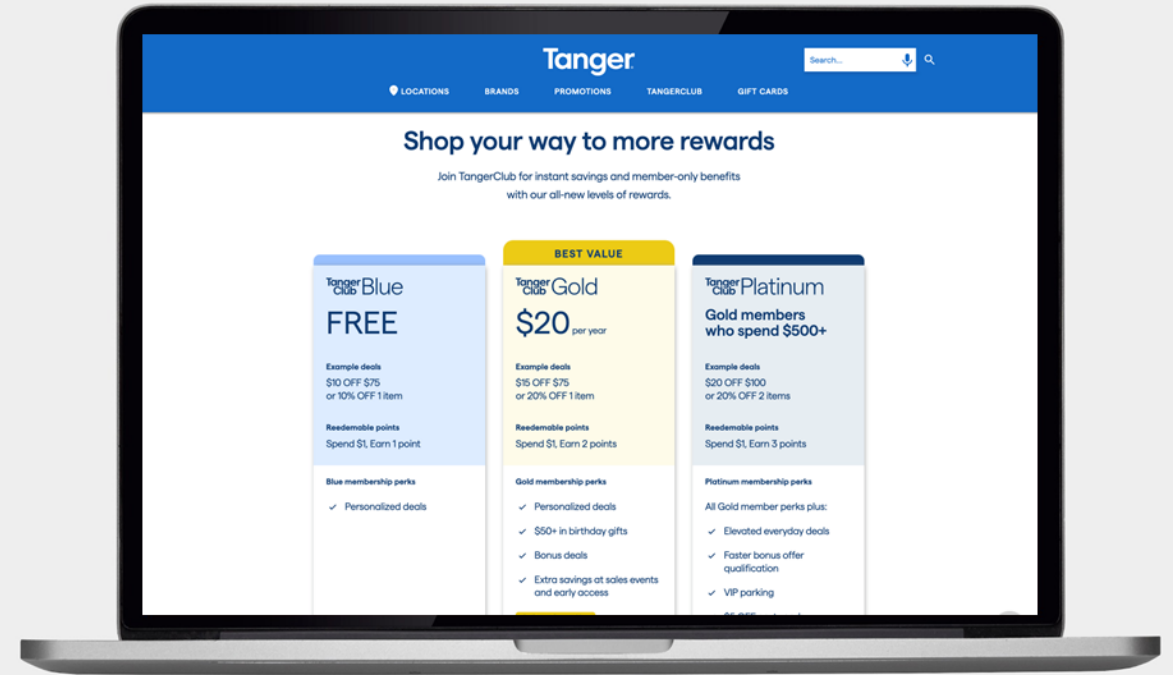 Tanger
Search...
LOCATIONS
BRANDS
PROMOTIONS
TANGERCLUB
GIFT CARDS
Shop your way to more rewards
Join TangerClub for instant savings and member-only benefits
with our all-new levels of rewards.
Tanger Club Blue
FREE
Example deals
$10 OFF $75
or 10% OFF 1 item
Reedemable points
Spend $1, Earn 1 point
Blue membership perks
Personalized deals
BEST VALUE
Tanger Club Gold
$20 per year
Example deals
$15 OFF $75
or 20% OFF 1 item
Reedemable points
Spend $1, Earn 2 points
Gold membership perks
Personalized deals
$50+ in birthday gifts
Bonus deals
Extra savings at sales events
and early access
Tanger Club Platinum
Gold members
who spend $500+
Example deals
$20 OFF $100
or 20% OFF 2 items
Reedemable points
Spend $1, Earn 3 points
Platinum membership perks
All Gold member perks plus:
Elevated everyday deals
Faster bonus offer
qualification
VIP parking